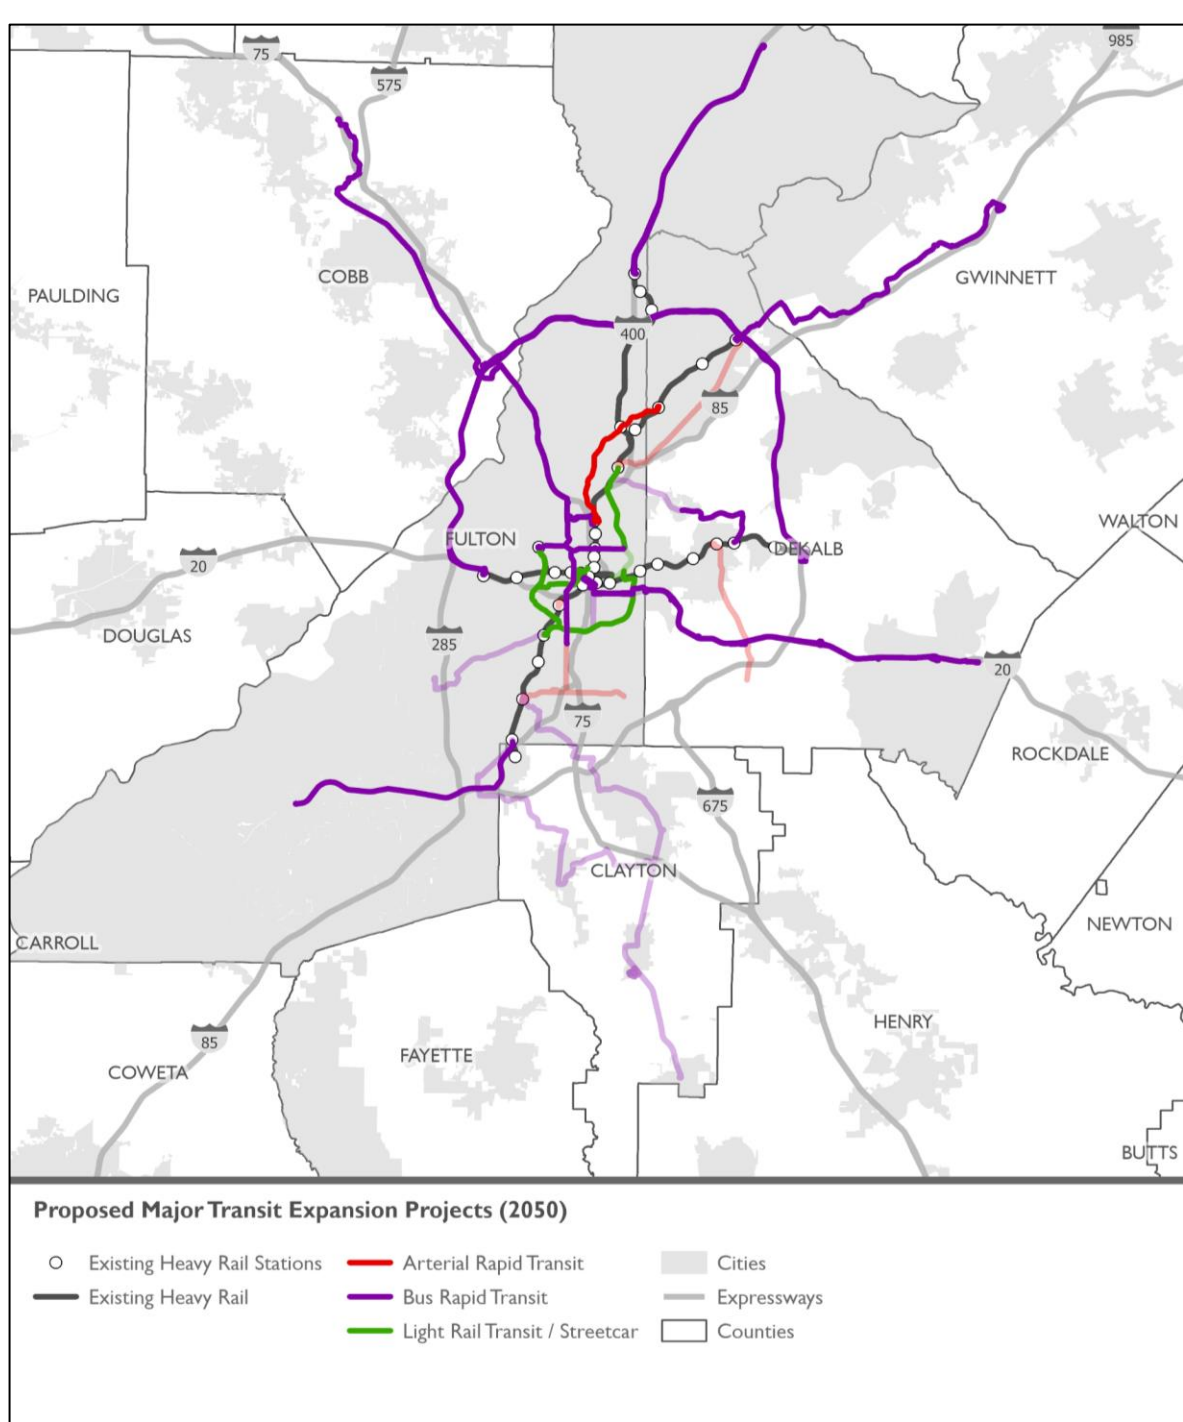 75
985
575
COBB
GWINNETT
PAULDING
400
85
WALTON
FULTON
DEKALB
20
DOUGLAS
285
20
75
ROCKDALE
675
CLAYTON
NEWTON
CARROLL
HENRY
85
FAYETTE
COWETA
BUTTS
Proposed Major Transit Expansion Projects (2050)
Existing Heavy Rail Stations
Arterial Rapid Transit
Cities
Existing Heavy Rail
Bus Rapid Transit
Expressways
Light Rail Transit / Streetcar
Counties